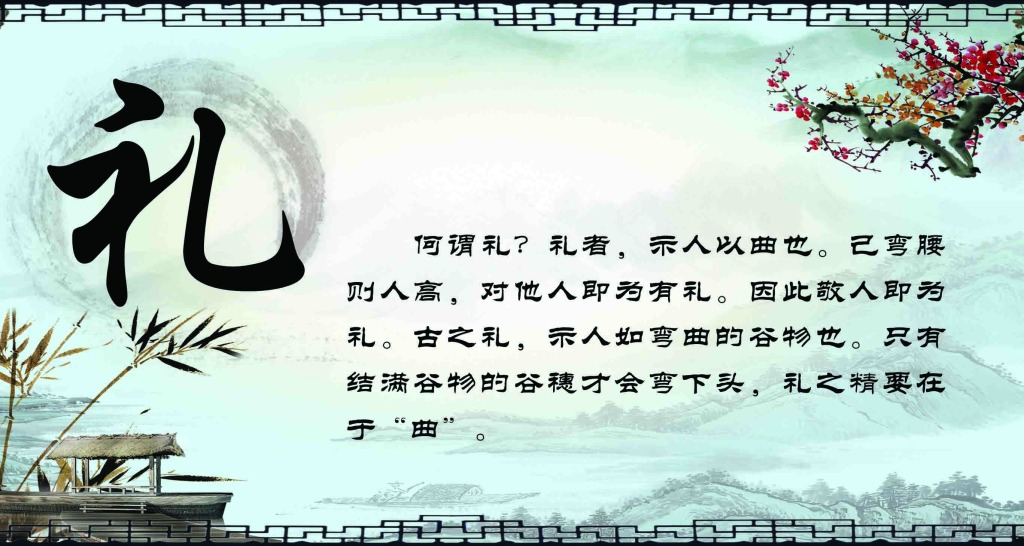 礼
何谓礼？礼者，示人以曲也。己弯腰
则人高，对他人即为有礼。因此敬人即为
礼。古之礼，示人如弯曲的谷物也。只有
结满谷物的谷穗才会弯下头，礼之精要在
于“曲”。